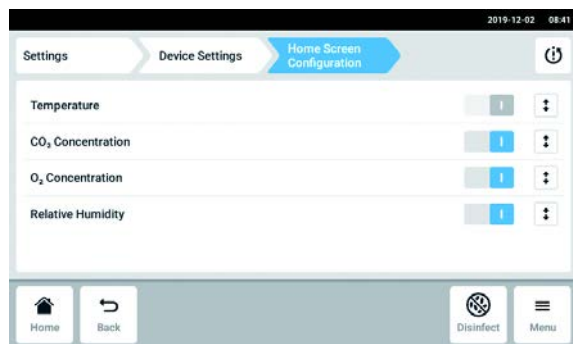 2019-12-02 08:41
Settings
Device Settings
Home Screen
Configuration
Temperature
CO₂ Concentration
O₂ Concentration
Relative Humidity
Home
Back
Disinfect
Menu